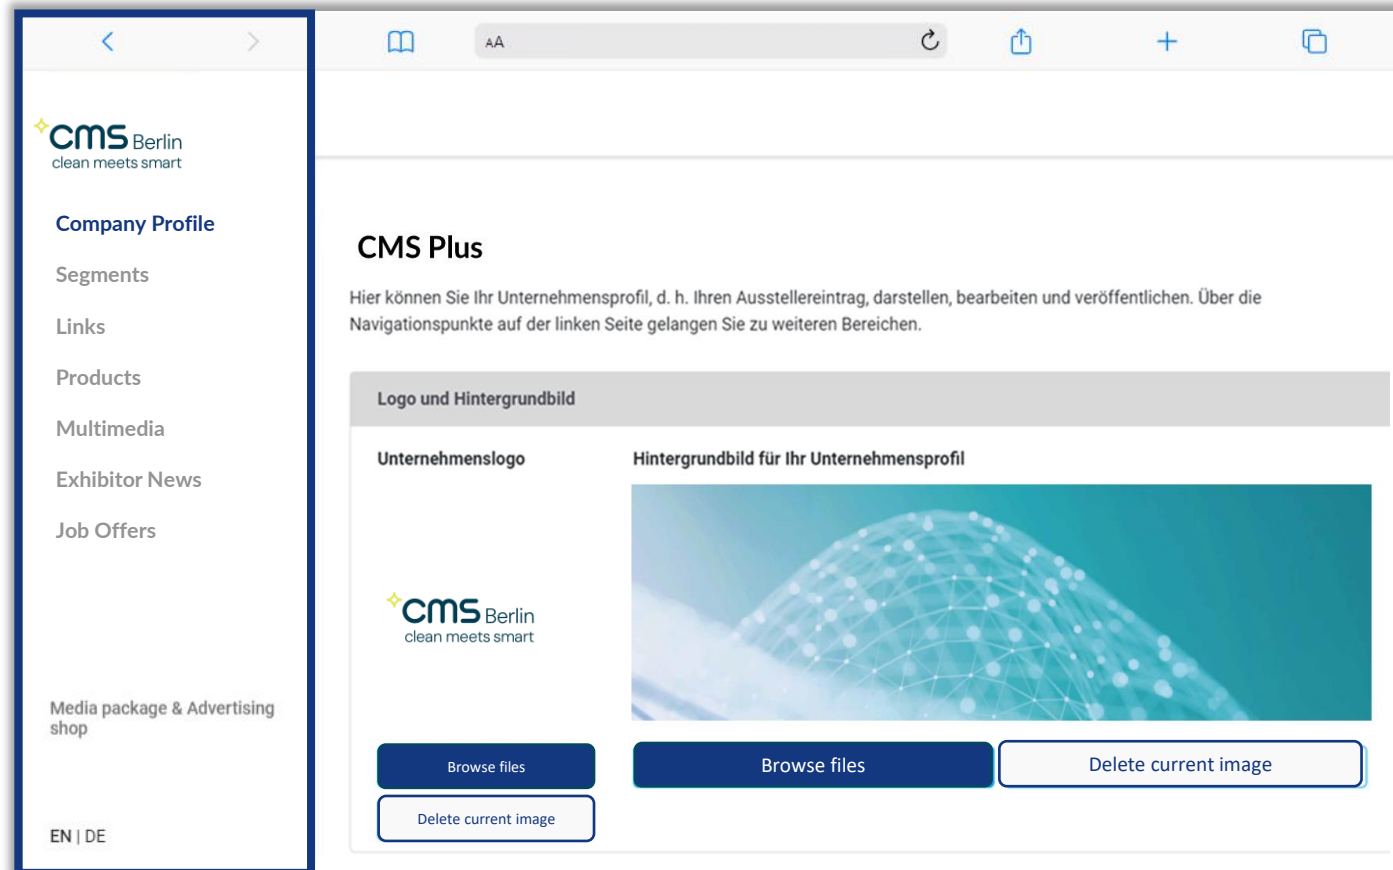 AA
CMS Berlin
clean meets smart
Company Profile
Segments
Links
Products
Multimedia
Exhibitor News
Job Offers
Media package & Advertising
shop
EN | DE
CMS Plus
Hier können Sie Ihr Unternehmensprofil, d. h. Ihren Ausstellereintrag, darstellen, bearbeiten und veröffentlichen. Über die
Navigationspunkte auf der linken Seite gelangen Sie zu weiteren Bereichen.
Logo und Hintergrundbild
Unternehmenslogo
CMS Berlin
clean meets smart
Browse files
Delete current image
Hintergrundbild für Ihr Unternehmensprofil
Browse files
Delete current image